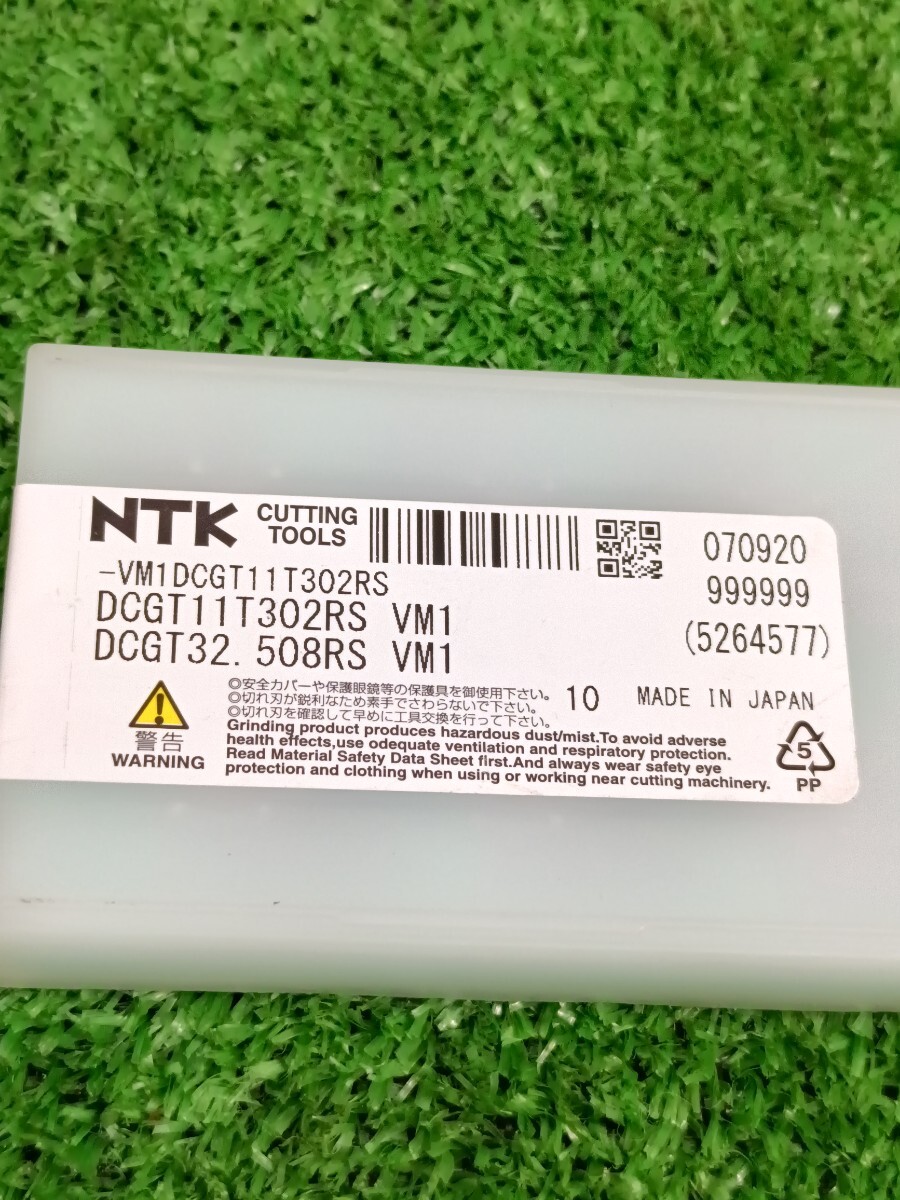 NTK CUTTING TOOLS
070920
-VM1DCGT11T302RS
999999
DCGT11T302RS VM1
(5264577)
DCGT32.508RS VM1
◎安全カバーや保護眼鏡等の保護具を御使用下さい。
◎切れ刃が鋭利なため素手でさわらないで下さい。
◎切れ刃を確認して早めに工具交換を行って下さい。
10 MADE IN JAPAN
警告
WARNING
Grinding product produces hazardous dust/mist.To avoid adverse
health effects,use odequate ventilation and respiratory protection.
Read Material Safety Data Sheet first.And always wear safety eye
protection and clothing when using or working near cutting machinery.
5
PP